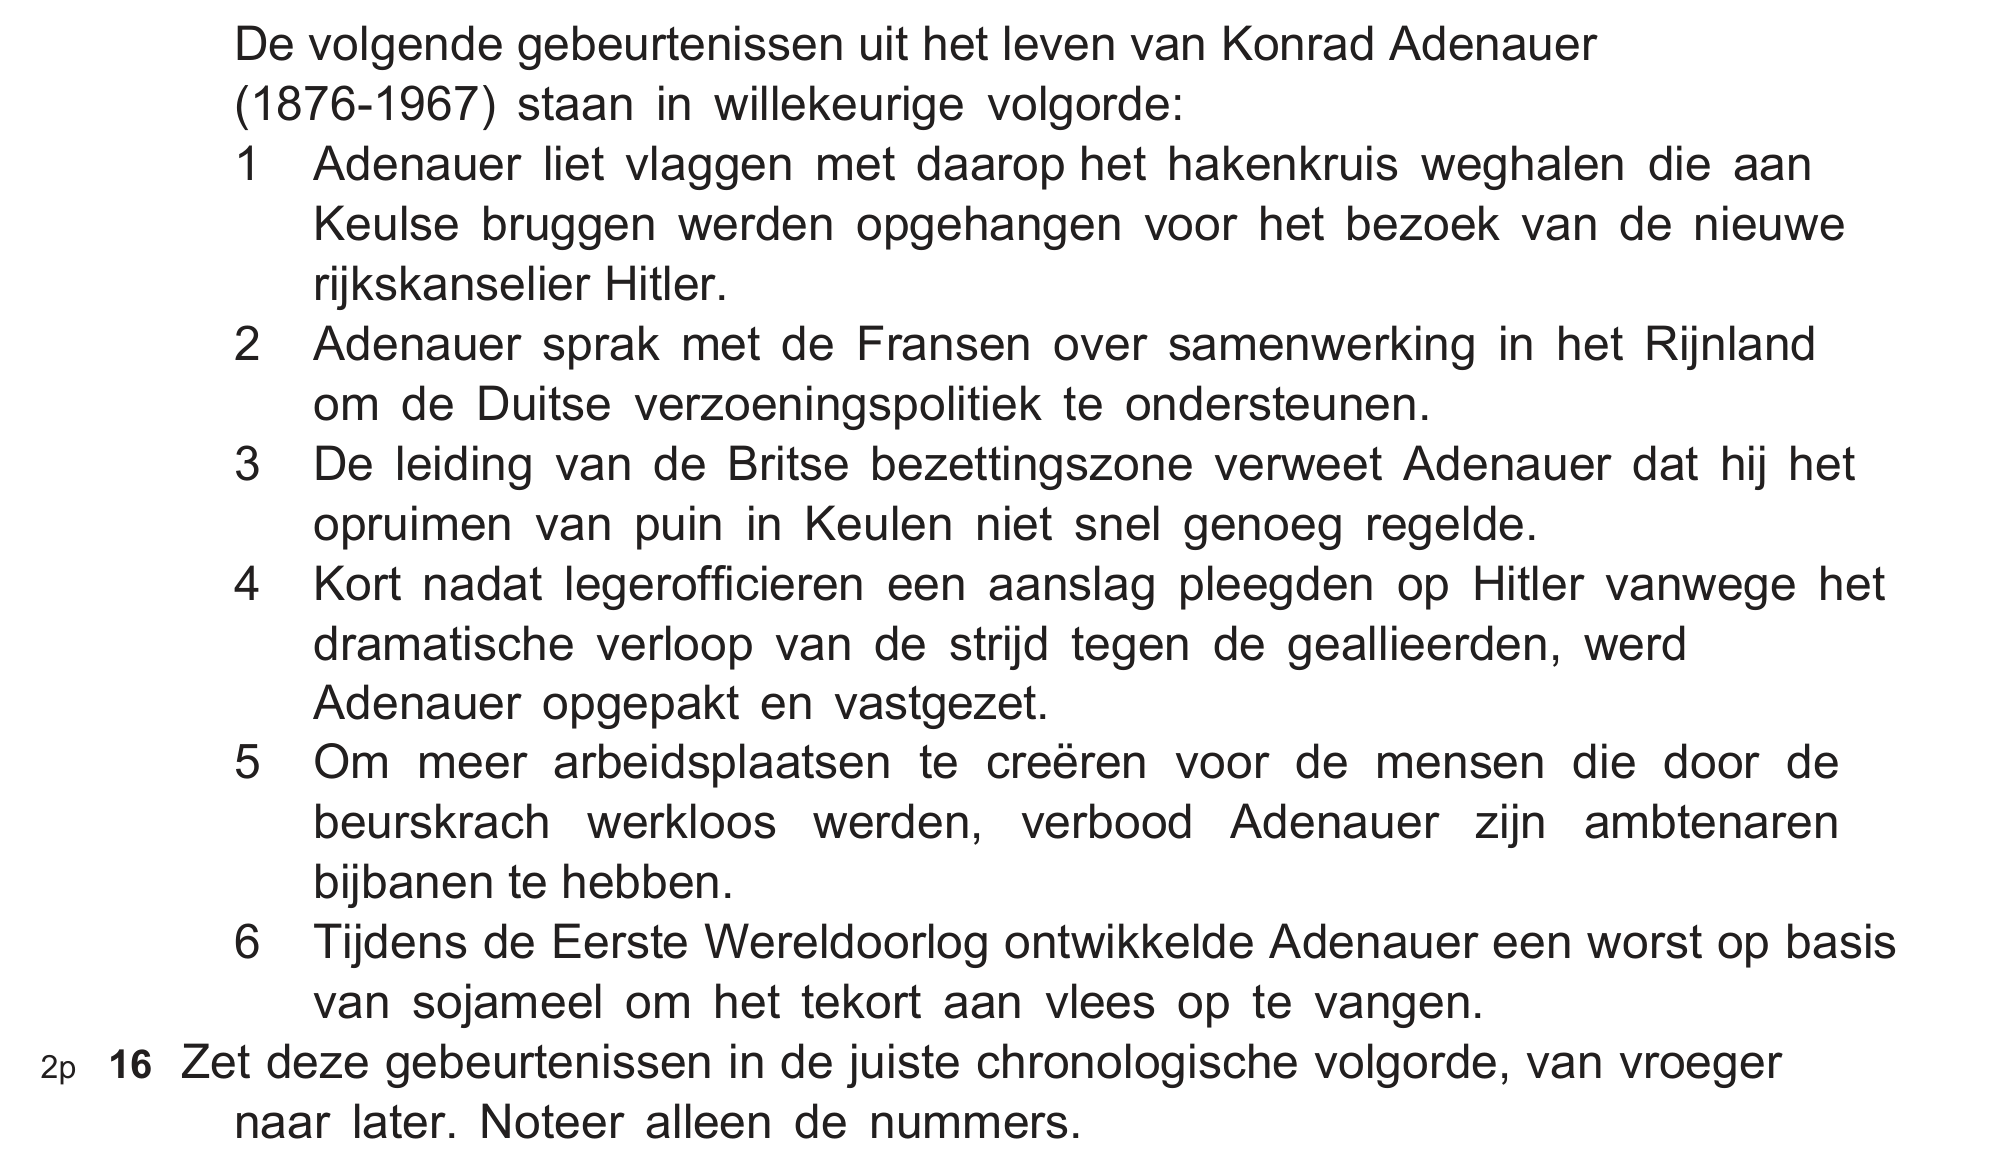 De volgende gebeurtenissen uit het leven van Konrad Adenauer
(1876-1967) staan in willekeurige volgorde:
1 Adenauer liet vlaggen met daarop het hakenkruis weghalen die aan
Keulse bruggen werden opgehangen voor het bezoek van de nieuwe
rijkskanselier Hitler.
2 Adenauer sprak met de Fransen over samenwerking in het Rijnland
om de Duitse verzoeningspolitiek te ondersteunen.
3 De leiding van de Britse bezettingszone verweet Adenauer dat hij het
opruimen van puin in Keulen niet snel genoeg regelde.
4 Kort nadat legerofficieren een aanslag pleegden op Hitler vanwege het
dramatische verloop van de strijd tegen de geallieerden, werd
Adenauer opgepakt en vastgezet.
5 Om meer arbeidsplaatsen te creëren voor de mensen die door de
beurskrach werkloos werden, verbood Adenauer zijn ambtenaren
bijbanen te hebben.
6 Tijdens de Eerste Wereldoorlog ontwikkelde Adenauer een worst op basis
van sojameel om het tekort aan vlees op te vangen.
2p 16 Zet deze gebeurtenissen in de juiste chronologische volgorde, van vroeger
naar later. Noteer alleen de nummers.